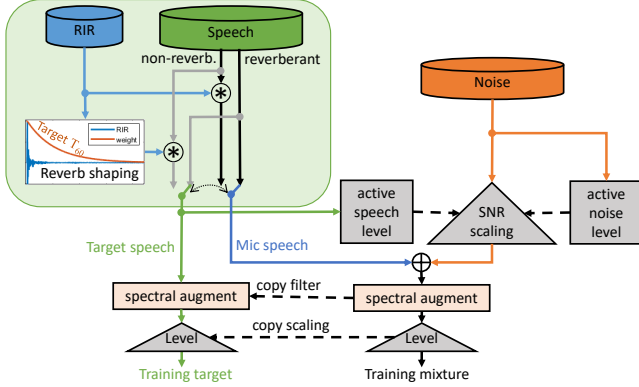 RIR
Speech
non-reverb.
reverberant
Noise
Target T60
RIR
weight
Reverb shaping
active
speech
level
SNR
scaling
active
noise
level
Target speech
Mic speech
spectral augment
copy filter
spectral augment
Level
copy scaling
Level
Training target
Training mixture